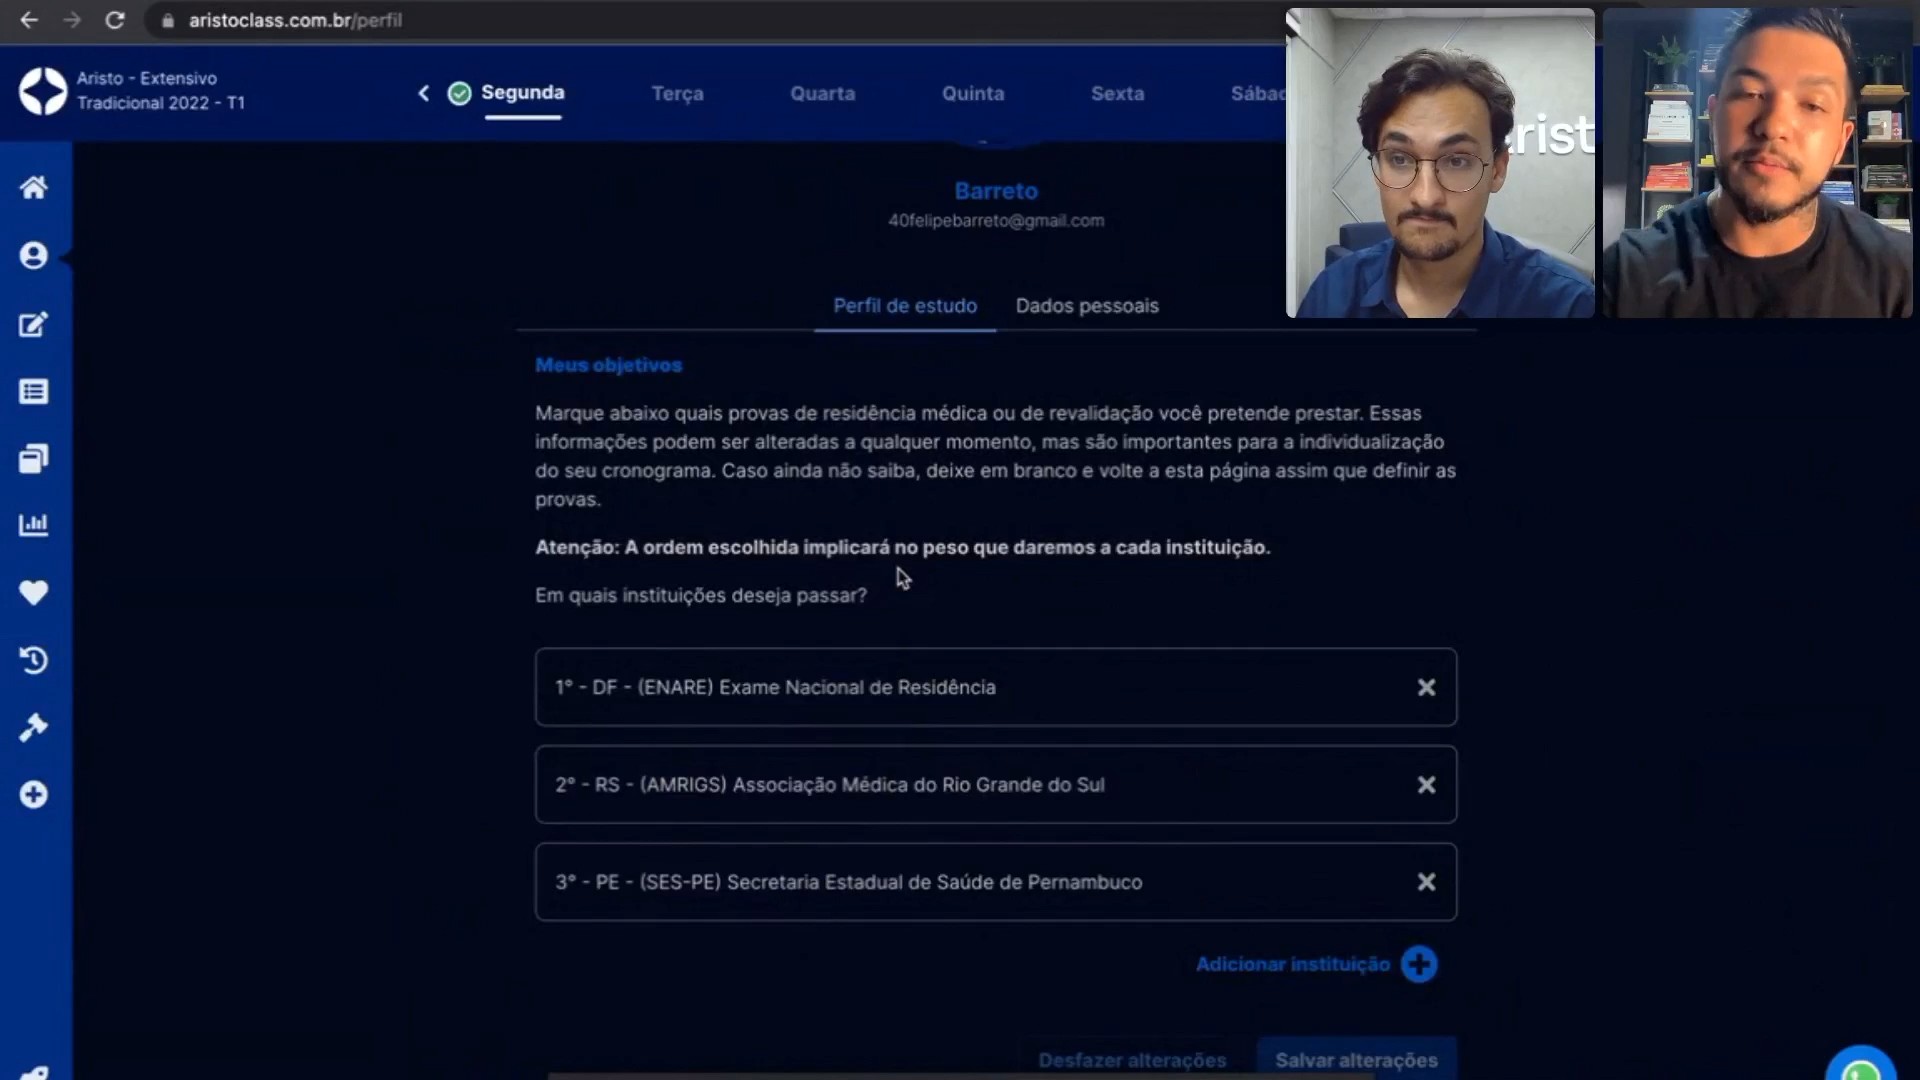 aristoclass.com.br/perfil
Aristo - Extensivo
Tradicional 2022 - T1
Segunda
Terça
Quarta
Quinta
Sexta
Sábad
arist
Barreto
40felipebarreto@gmail.com
Perfil de estudo
Dados pessoais
Meus objetivos
Marque abaixo quais provas de residência médica ou de revalidação você pretende prestar. Essas
informações podem ser alteradas a qualquer momento, mas são importantes para a individualização
do seu cronograma. Caso ainda não saiba, deixe em branco e volte a esta página assim que definir as
provas.
Atenção: A ordem escolhida implicará no peso que daremos a cada instituição.
Em quais instituições deseja passar?
1° - DF - (ENARE) Exame Nacional de Residência
2° - RS - (AMRIGS) Associação Médica do Rio Grande do Sul
3° - PE - (SES-PE) Secretaria Estadual de Saúde de Pernambuco
Adicionar instituição
Desfazer alterações
Salvar alterações